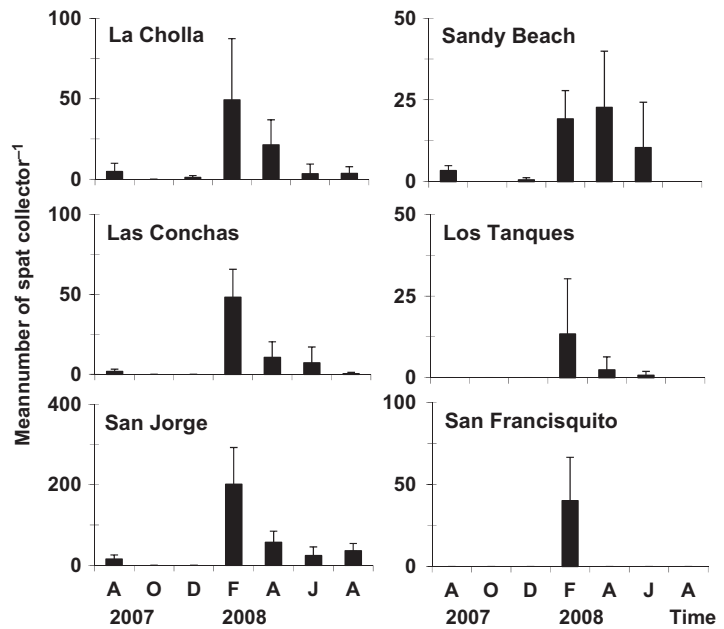 Meannumber of spat collector⁻¹
La Cholla
100
50
0
Sandy Beach
50
25
0
Las Conchas
100
50
0
Los Tanques
50
25
0
San Jorge
400
200
0
San Francisquito
100
50
0
A O D F A J A
2007 2008
A O D F A J A
2007 2008 Time